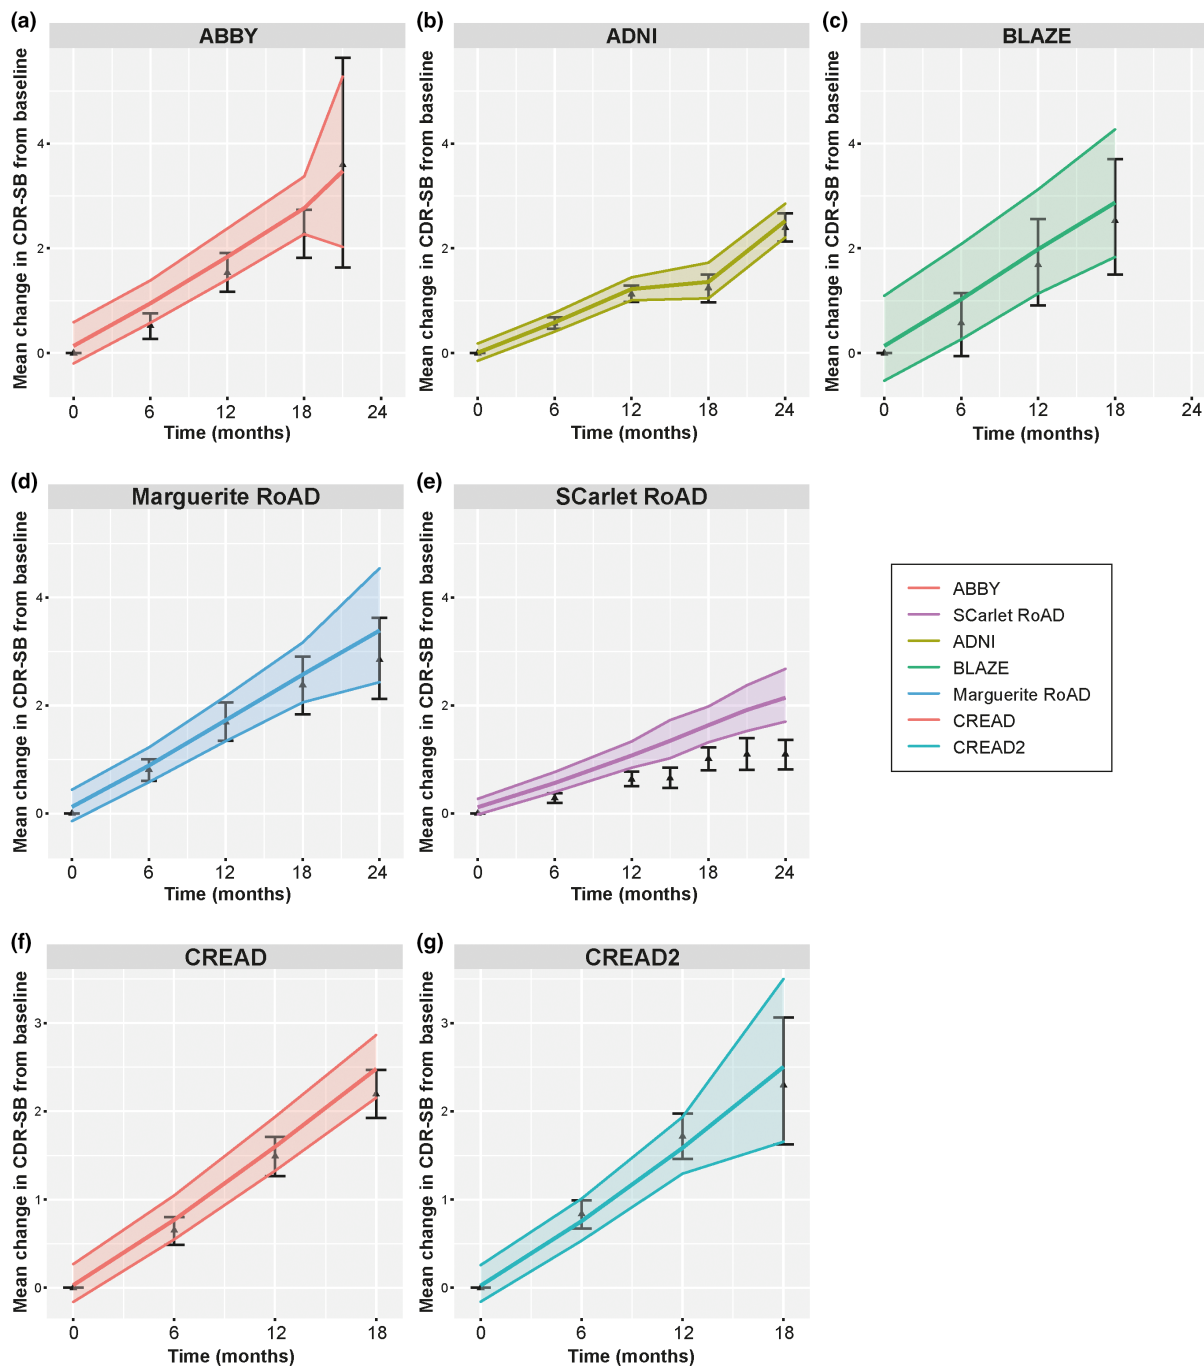 (a)
ABBY
Mean change in CDR-SB from baseline
4
2
0
0 6 12 18 24
Time (months)
(b)
ADNI
Mean change in CDR-SB from baseline
4
2
0
0 6 12 18 24
Time (months)
(c)
BLAZE
Mean change in CDR-SB from baseline
4
2
0
0 6 12 18 24
Time (months)
(d)
Marguerite RoAD
Mean change in CDR-SB from baseline
4
2
0
0 6 12 18 24
Time (months)
(e)
SCarlet RoAD
Mean change in CDR-SB from baseline
4
2
0
0 6 12 18 24
Time (months)
ABBY
SCarlet RoAD
ADNI
BLAZE
Marguerite RoAD
CREAD
CREAD2
(f)
CREAD
Mean change in CDR-SB from baseline
3
2
1
0
0 6 12 18
Time (months)
(g)
CREAD2
Mean change in CDR-SB from baseline
3
2
1
0
0 6 12 18
Time (months)